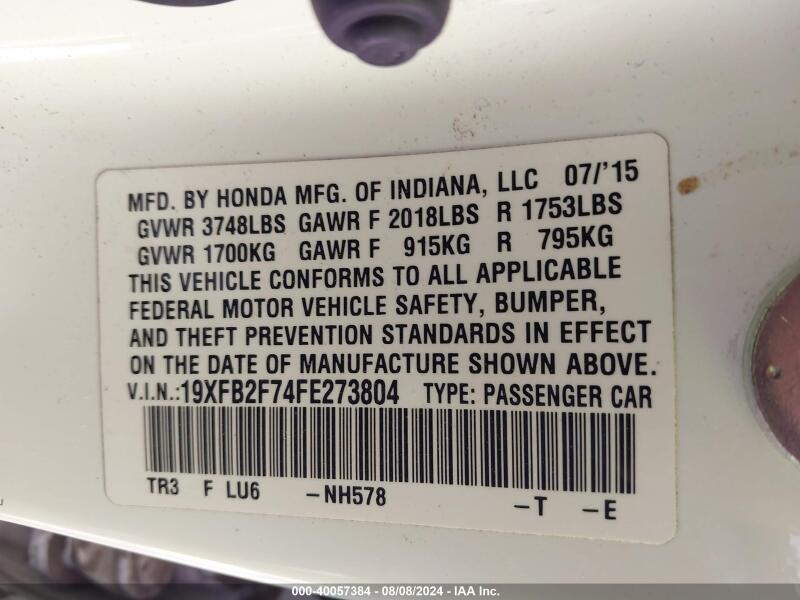 MFD. BY HONDA MFG. OF INDIANA, LLC 07/'15
GVWR 3748LBS GAWR F 2018LBS R 1753LBS
GVWR 1700KG GAWR F 915KG R 795KG
THIS VEHICLE CONFORMS TO ALL APPLICABLE
FEDERAL MOTOR VEHICLE SAFETY, BUMPER,
AND THEFT PREVENTION STANDARDS IN EFFECT
ON THE DATE OF MANUFACTURE SHOWN ABOVE.
V.I.N.:19XFB2F74FE273804 TYPE: PASSENGER CAR
TR3 F LU6 -NH578 -T -E
000-40057384 | 08/08/2024 - IAA Inc.